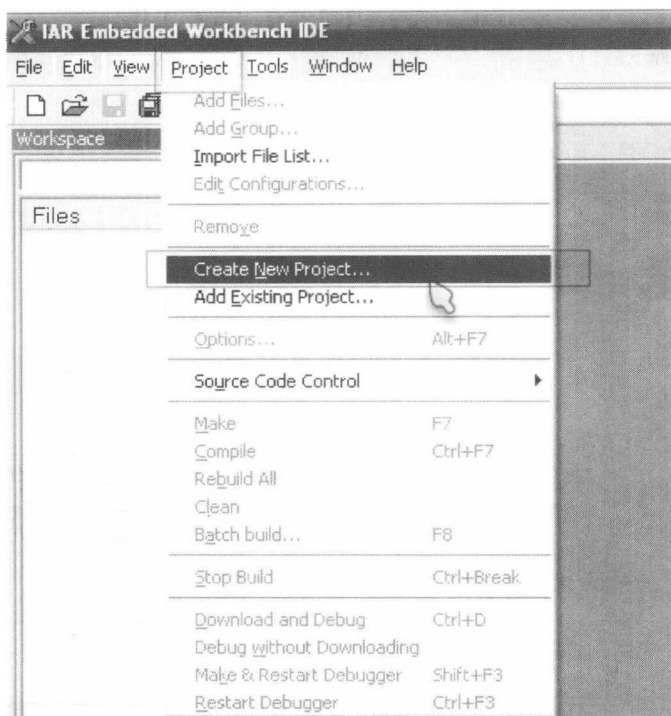 IAR Embedded Workbench IDE
File Edit View Project Tools Window Help
Add Files...
Workspace
Add Group...
Import File List...
Edit Configurations...
Files
Remove
Create New Project...
Add Existing Project...
Options... Alt+F7
Source Code Control
Make F7
Compile Ctrl+F7
Rebuild All
Clean
Batch build... F8
Stop Build Ctrl+Break
Download and Debug Ctrl+D
Debug without Downloading
Make & Restart Debugger Shift+F3
Restart Debugger Ctrl+F3